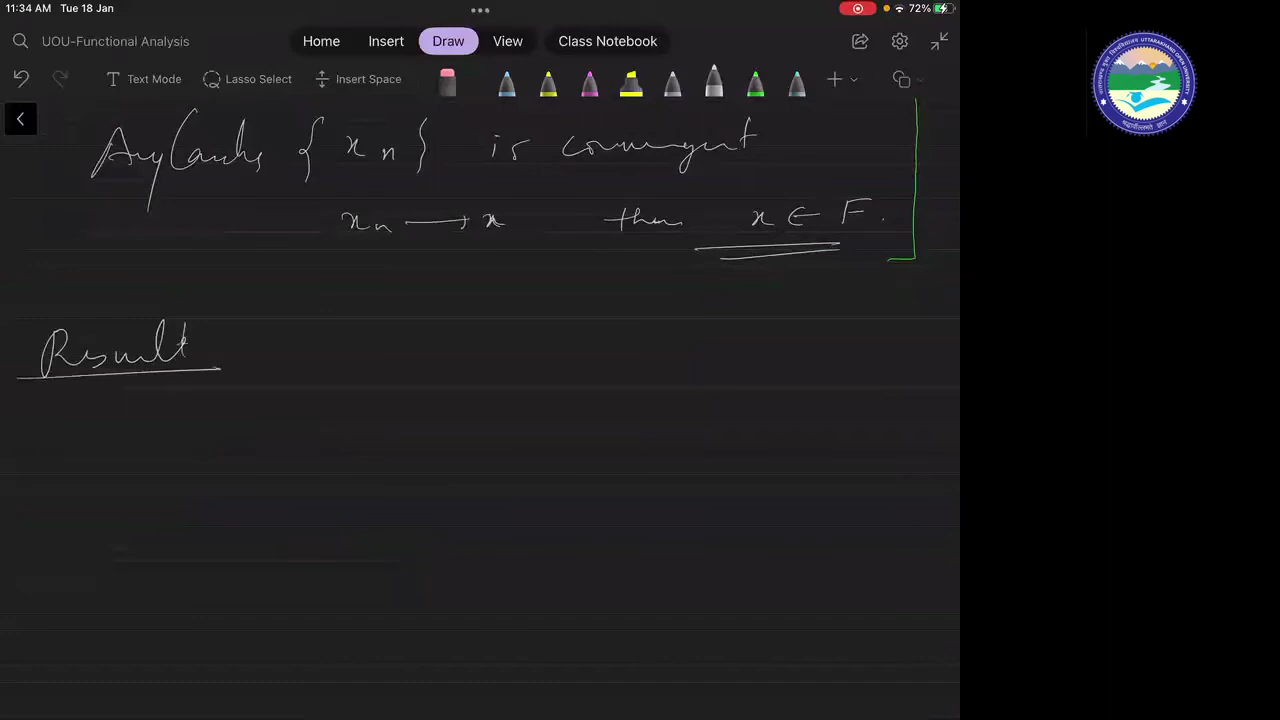 11:34 AM Tue 18 Jan
72%
UOU-Functional Analysis
Home Insert Draw View Class Notebook
Text Mode Lasso Select Insert Space
Any Cauchy { xn } is convergent
xn → x then x ∈ F.
Result